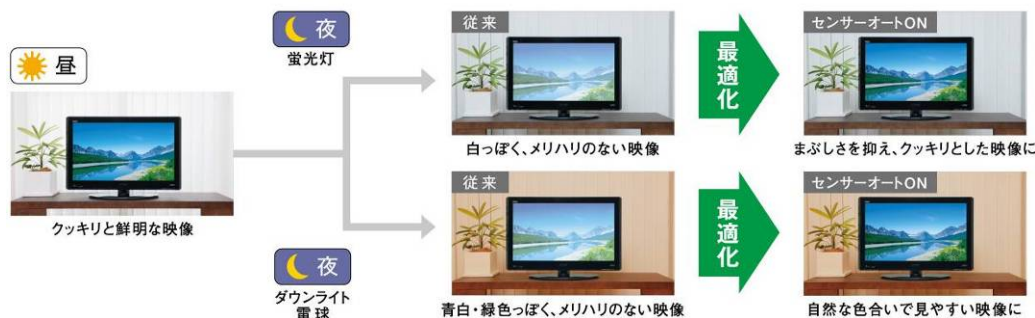 昼
クッキリと鮮明な映像
夜
蛍光灯
従来
白っぽく、メリハリのない映像
最適化
センサーオートON
まぶしさを抑え、クッキリとした映像に
夜
ダウンライト
電球
従来
青白・緑色っぽく、メリハリのない映像
最適化
センサーオートON
自然な色合いで見やすい映像に